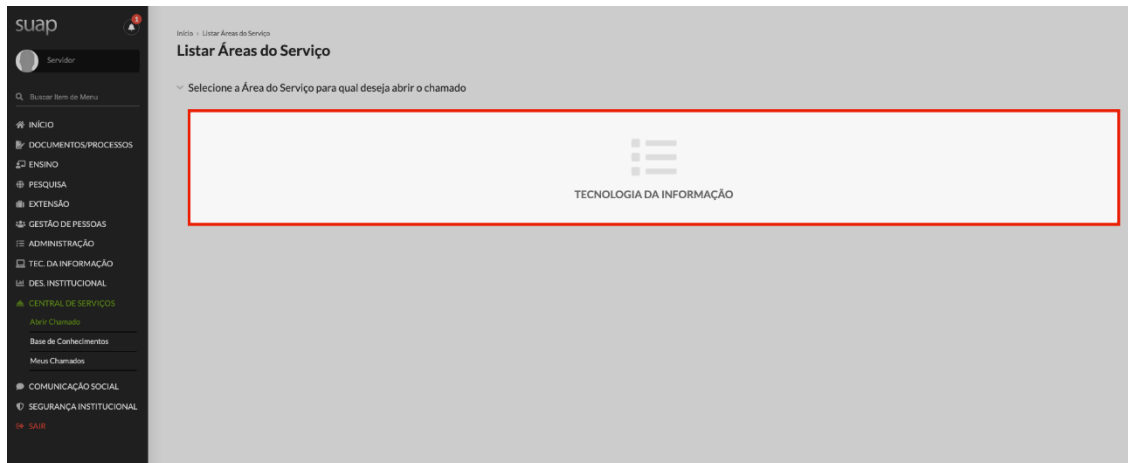 suap
1
Servidor
Buscar Item de Menu
INÍCIO
DOCUMENTOS/PROCESSOS
ENSINO
PESQUISA
EXTENSÃO
GESTÃO DE PESSOAS
ADMINISTRAÇÃO
TEC. DA INFORMAÇÃO
DES. INSTITUCIONAL
CENTRAL DE SERVIÇOS
Abrir Chamado
Base de Conhecimentos
Meus Chamados
COMUNICAÇÃO SOCIAL
SEGURANÇA INSTITUCIONAL
SAIR
Início › Listar Áreas do Serviço
Listar Áreas do Serviço
Selecione a Área do Serviço para qual deseja abrir o chamado
TECNOLOGIA DA INFORMAÇÃO